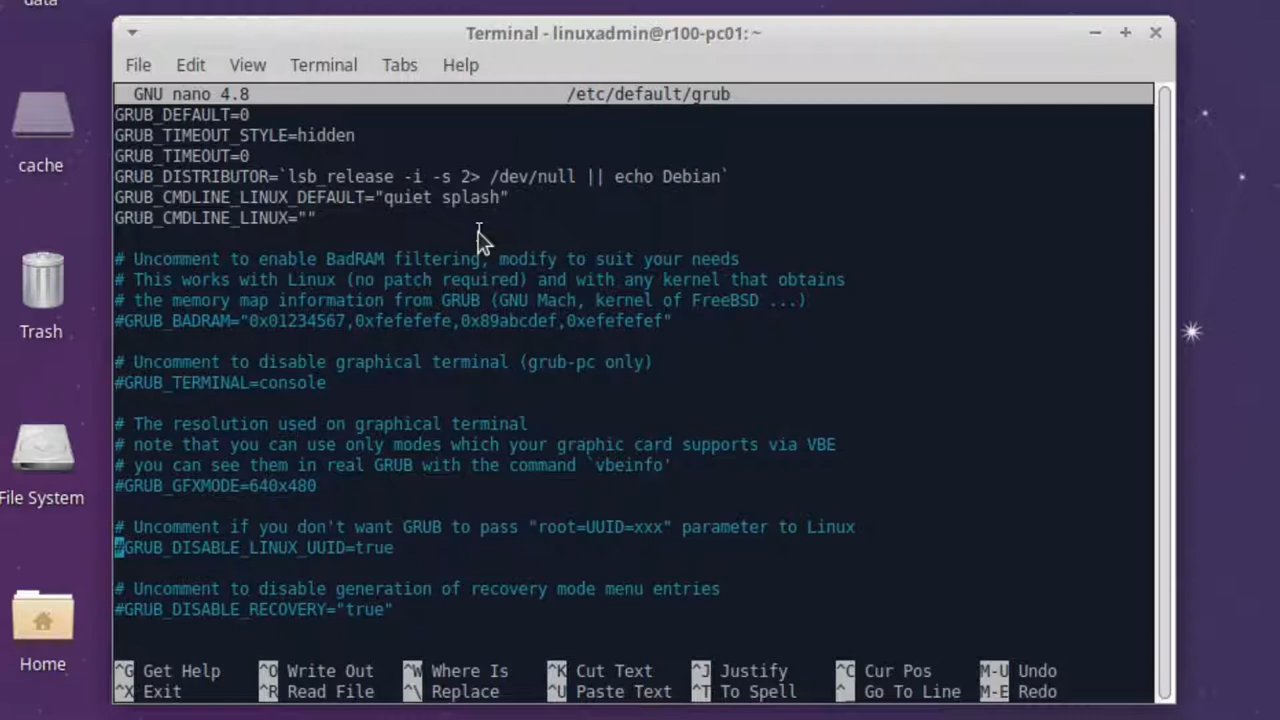 data
Terminal - linuxadmin@r100-pc01: ~
File Edit View Terminal Tabs Help
GNU nano 4.8 /etc/default/grub
GRUB_DEFAULT=0
GRUB_TIMEOUT_STYLE=hidden
GRUB_TIMEOUT=0
GRUB_DISTRIBUTOR=`lsb_release -i -s 2> /dev/null || echo Debian`
GRUB_CMDLINE_LINUX_DEFAULT="quiet splash"
GRUB_CMDLINE_LINUX=""
# Uncomment to enable BadRAM filtering, modify to suit your needs
# This works with Linux (no patch required) and with any kernel that obtains
# the memory map information from GRUB (GNU Mach, kernel of FreeBSD ...)
#GRUB_BADRAM="0x01234567,0xfefefefe,0x89abcdef,0xefefefef"
# Uncomment to disable graphical terminal (grub-pc only)
#GRUB_TERMINAL=console
# The resolution used on graphical terminal
# note that you can use only modes which your graphic card supports via VBE
# you can see them in real GRUB with the command `vbeinfo'
#GRUB_GFXMODE=640x480
# Uncomment if you don't want GRUB to pass "root=UUID=xxx" parameter to Linux
#GRUB_DISABLE_LINUX_UUID=true
# Uncomment to disable generation of recovery mode menu entries
#GRUB_DISABLE_RECOVERY="true"
^G Get Help ^O Write Out ^W Where Is ^K Cut Text ^J Justify ^C Cur Pos M-U Undo
^X Exit ^R Read File ^\ Replace ^U Paste Text ^T To Spell ^_ Go To Line M-E Redo
cache
Trash
File System
Home